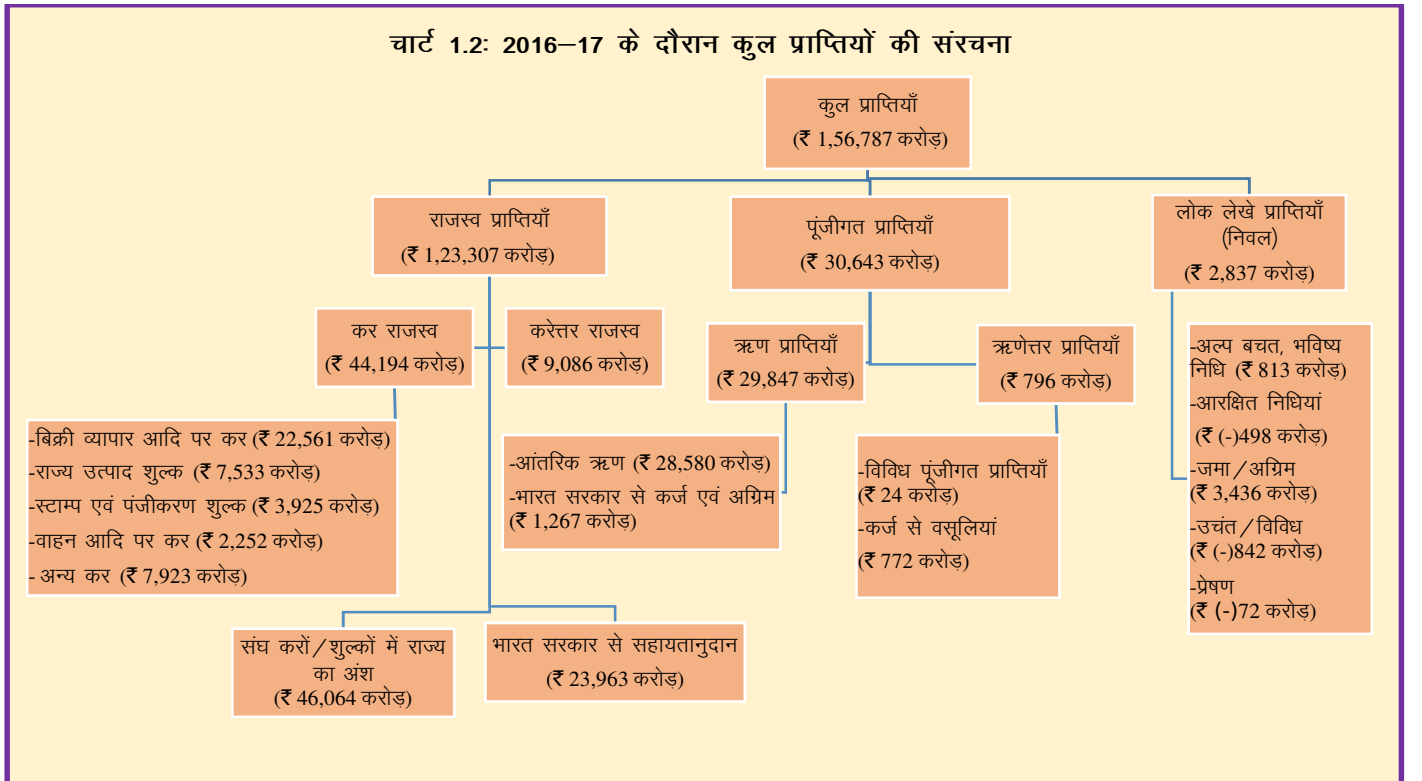 चार्ट 1.2: 2016–17 के दौरान कुल प्राप्तियों की संरचना
कुल प्राप्तियाँ
(₹ 1,56,787 करोड़)
राजस्व प्राप्तियाँ
(₹ 1,23,307 करोड़)
पूंजीगत प्राप्तियाँ
(₹ 30,643 करोड़)
लोक लेखे प्राप्तियाँ
(निवल)
(₹ 2,837 करोड़)
कर राजस्व
(₹ 44,194 करोड़)
करेत्तर राजस्व
(₹ 9,086 करोड़)
ऋण प्राप्तियाँ
(₹ 29,847 करोड़)
ऋणेत्तर प्राप्तियाँ
(₹ 796 करोड़)
-अल्प बचत, भविष्य
निधि (₹ 813 करोड़)
-आरक्षित निधियां
(₹ (-)498 करोड़)
-जमा/अग्रिम
(₹ 3,436 करोड़)
-उचंत/विविध
(₹ (-)842 करोड़)
-प्रेषण
(₹ (-)72 करोड़)
-बिक्री व्यापार आदि पर कर (₹ 22,561 करोड़)
-राज्य उत्पाद शुल्क (₹ 7,533 करोड़)
-स्टाम्प एवं पंजीकरण शुल्क (₹ 3,925 करोड़)
-वाहन आदि पर कर (₹ 2,252 करोड़)
- अन्य कर (₹ 7,923 करोड़)
-आंतरिक ऋण (₹ 28,580 करोड़)
-भारत सरकार से कर्ज एवं अग्रिम
(₹ 1,267 करोड़)
-विविध पूंजीगत प्राप्तियाँ
(₹ 24 करोड़)
-कर्ज से वसूलियां
(₹ 772 करोड़)
संघ करों/शुल्कों में राज्य
का अंश
(₹ 46,064 करोड़)
भारत सरकार से सहायतानुदान
(₹ 23,963 करोड़)